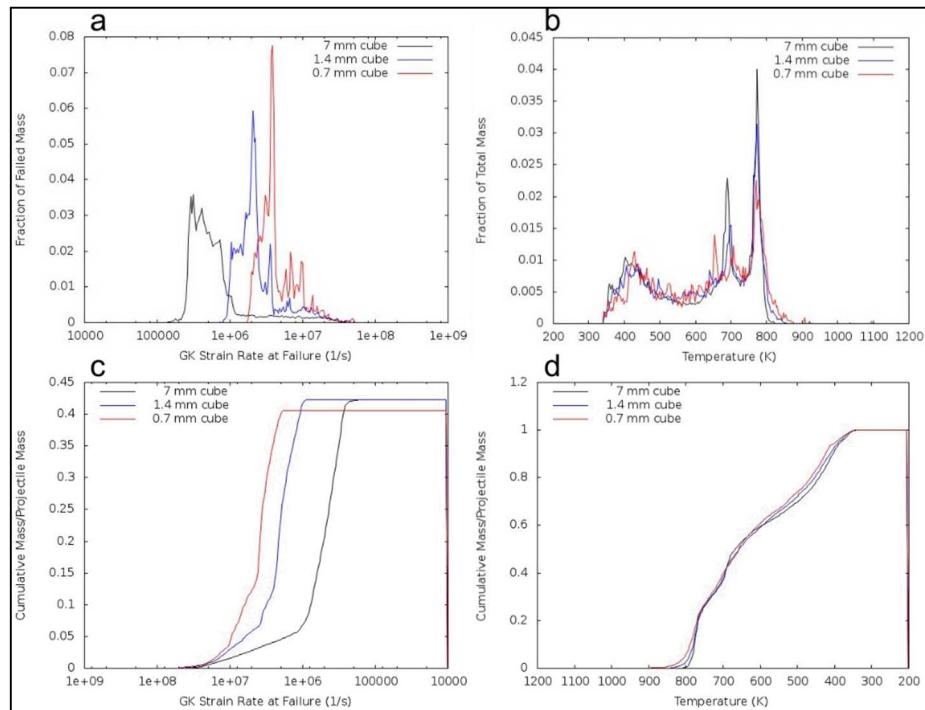 a
0.08
0.07
0.06
0.05
0.04
0.03
0.02
0.01
0
Fraction of Failed Mass
7 mm cube
1.4 mm cube
0.7 mm cube
10000 100000 1e+06 1e+07 1e+08 1e+09
GK Strain Rate at Failure (1/s)
b
0.045
0.04
0.035
0.03
0.025
0.02
0.015
0.01
0.005
0
Fraction of Total Mass
7 mm cube
1.4 mm cube
0.7 mm cube
200 300 400 500 600 700 800 900 1000 1100 1200
Temperature (K)
c
0.45
0.4
0.35
0.3
0.25
0.2
0.15
0.1
0.05
0
Cumulative Mass/Projectile Mass
7 mm cube
1.4 mm cube
0.7 mm cube
1e+09 1e+08 1e+07 1e+06 100000 10000
GK Strain Rate at Failure (1/s)
d
1.2
1
0.8
0.6
0.4
0.2
0
Cumulative Mass/Projectile Mass
7 mm cube
1.4 mm cube
0.7 mm cube
1200 1100 1000 900 800 700 600 500 400 300 200
Temperature (K)